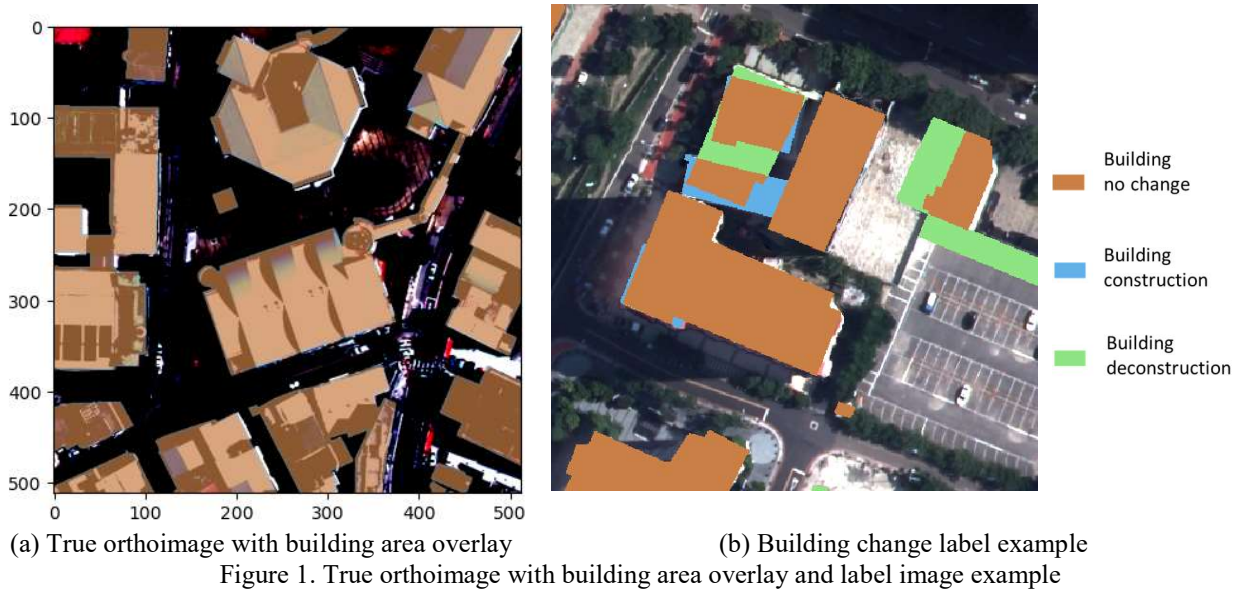 0
100
200
300
400
500
0 100 200 300 400 500
Building
no change
Building
construction
Building
deconstruction
(a) True orthoimage with building area overlay (b) Building change label example
Figure 1. True orthoimage with building area overlay and label image example